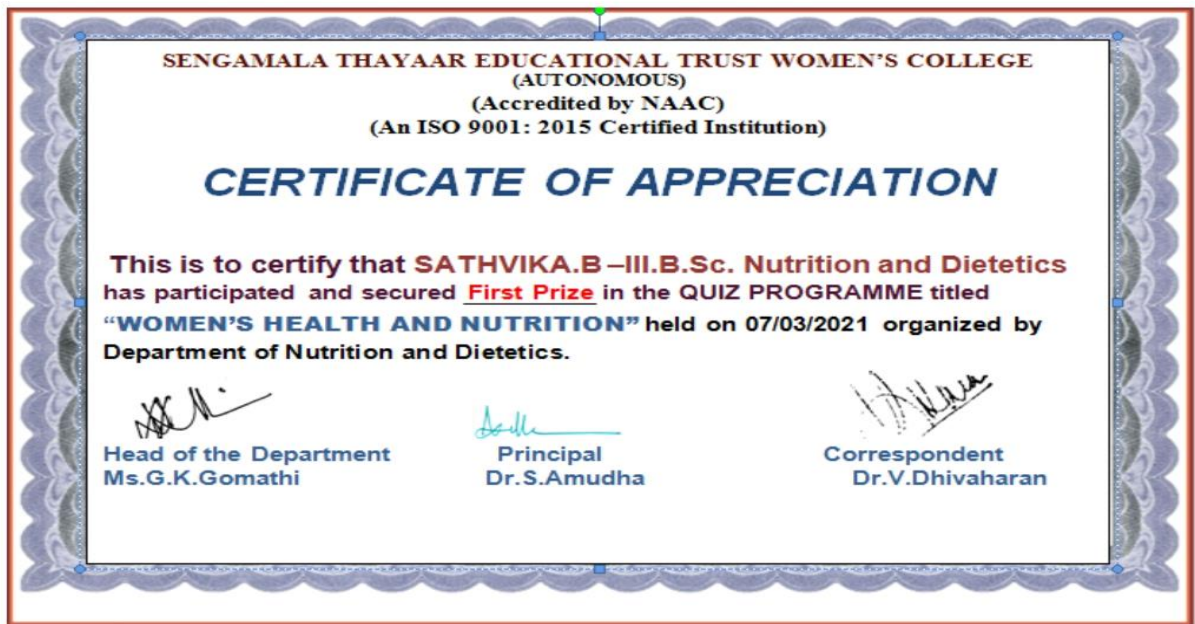 SENGAMALA THAYAAR EDUCATIONAL TRUST WOMEN'S COLLEGE
(AUTONOMOUS)
(Accredited by NAAC)
(An ISO 9001: 2015 Certified Institution)
CERTIFICATE OF APPRECIATION
This is to certify that SATHVIKA.B –III.B.Sc. Nutrition and Dietetics
has participated and secured First Prize in the QUIZ PROGRAMME titled
“WOMEN'S HEALTH AND NUTRITION” held on 07/03/2021 organized by
Department of Nutrition and Dietetics.
Head of the Department Principal Correspondent
Ms.G.K.Gomathi Dr.S.Amudha Dr.V.Dhivaharan